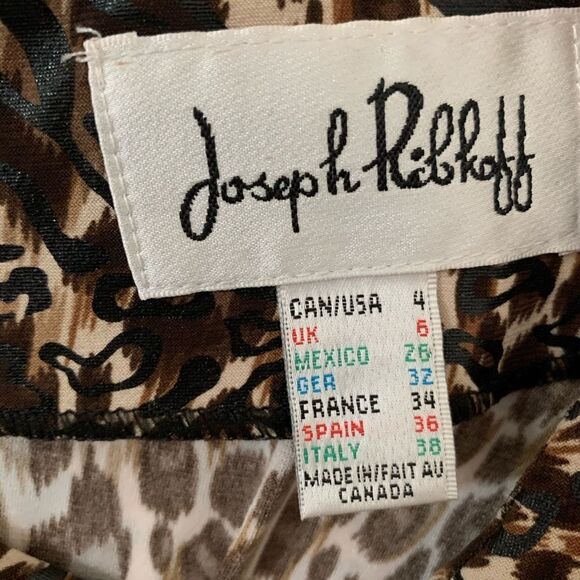 Joseph Ribkoff
CAN/USA 4
UK 6
MEXICO 26
GER 32
FRANCE 34
SPAIN 36
ITALY 38
MADE IN/FAIT AU
CANADA